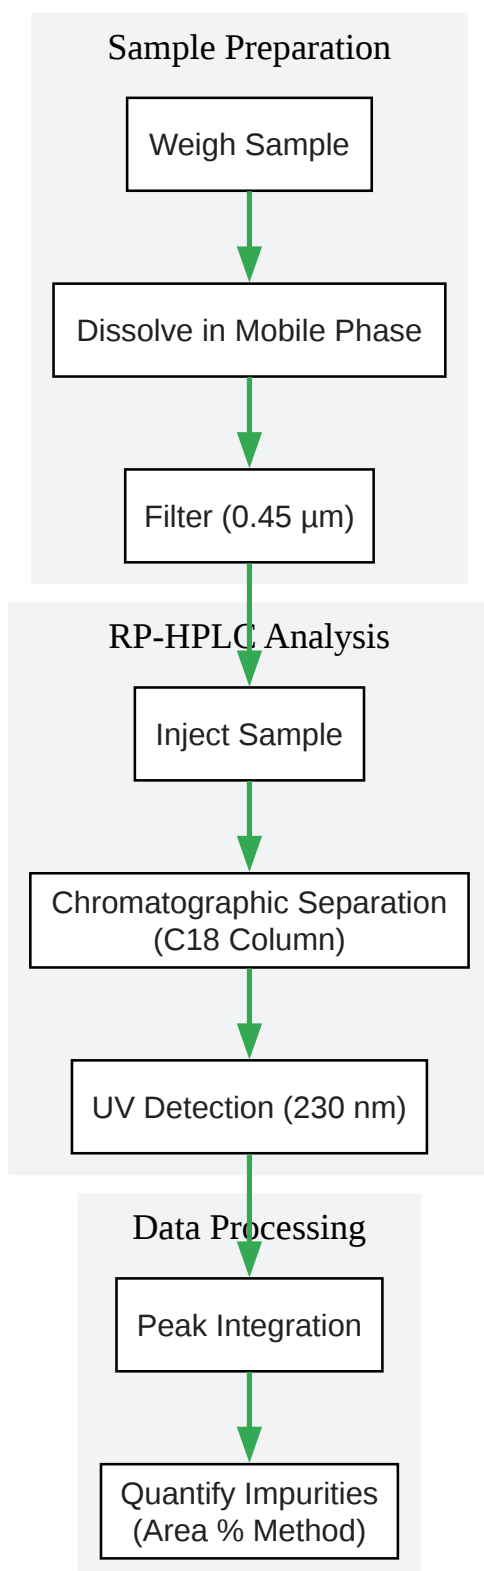 Sample Preparation
Weigh Sample
Dissolve in Mobile Phase
Filter (0.45 µm)
RP-HPLC Analysis
Inject Sample
Chromatographic Separation
(C18 Column)
UV Detection (230 nm)
Data Processing
Peak Integration
Quantify Impurities
(Area % Method)